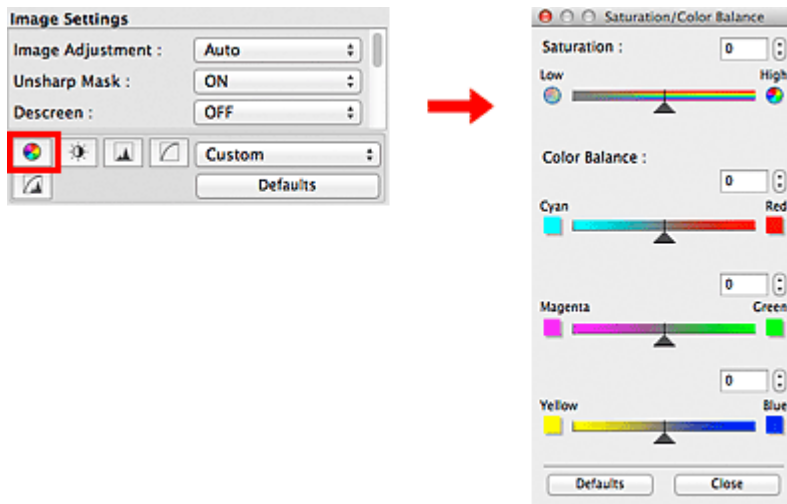 Image Settings
Image Adjustment : Auto
Unsharp Mask : ON
Descreen : OFF
Custom
Defaults
Saturation/Color Balance
Saturation : 0
Low High
Color Balance :
0
Cyan Red
0
Magenta Green
0
Yellow Blue
Defaults Close